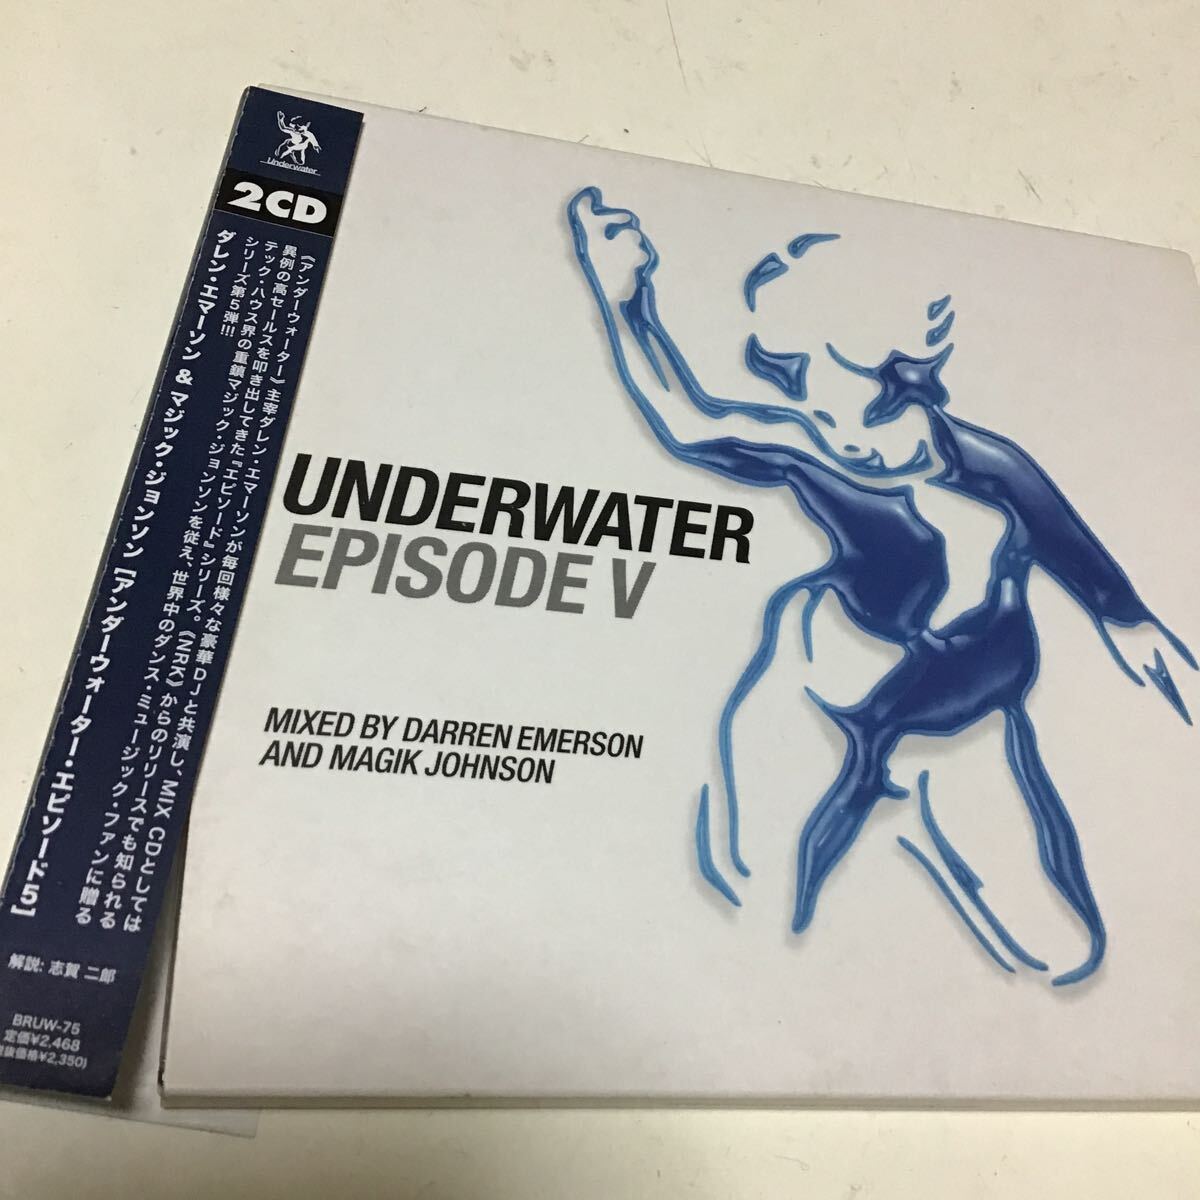 Underwater
2CD
《アンダーウォーター》主宰ダレン・エマーソンが毎回様々な豪華DJと共演し、MIX CDとしては
異例の高セールスを叩き出してきた『エピソード』シリーズ。《NRK》からのリリースでも知られる
テック・ハウス界の重鎮マジック・ジョンソンを従え、世界中のダンス・ミュージック・ファンに贈る
シリーズ第5弾!!!
ダレン・エマーソン & マジック・ジョンソン [アンダーウォーター・エピソード5]
解説: 志賀 二郎
BRUW-75
定価¥2,468
税抜価格¥2,350)
UNDERWATER
EPISODE V
MIXED BY DARREN EMERSON
AND MAGIK JOHNSON